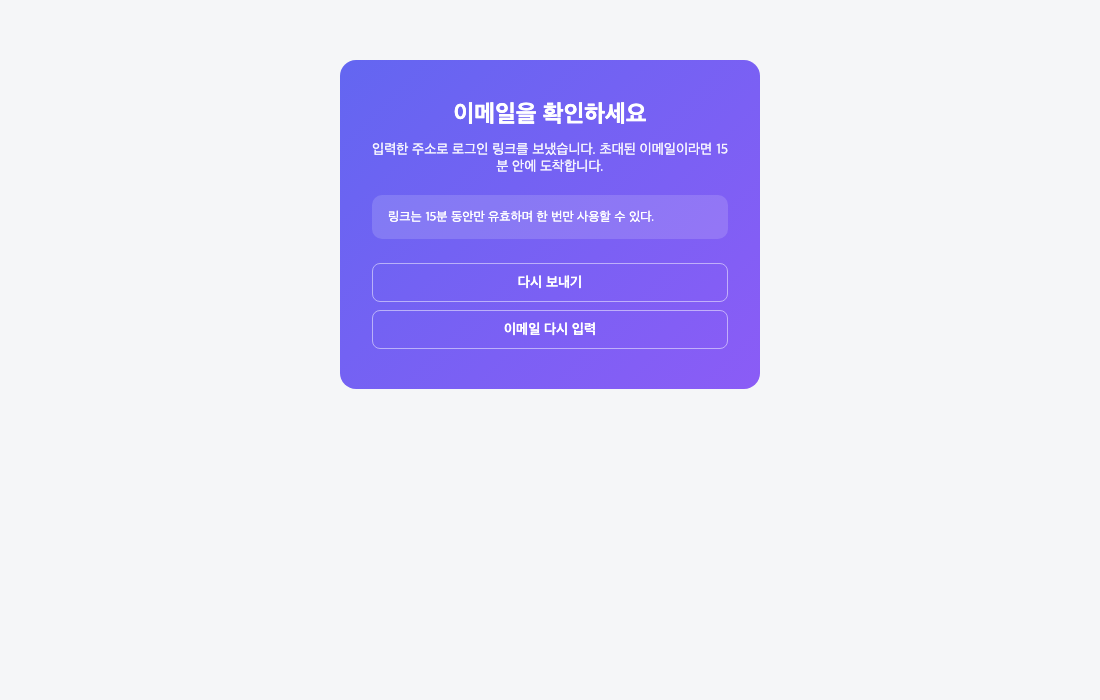 이메일을 확인하세요
입력한 주소로 로그인 링크를 보냈습니다. 초대된 이메일이라면 15
분 안에 도착합니다.
링크는 15분 동안만 유효하며 한 번만 사용할 수 있다.
다시 보내기
이메일 다시 입력